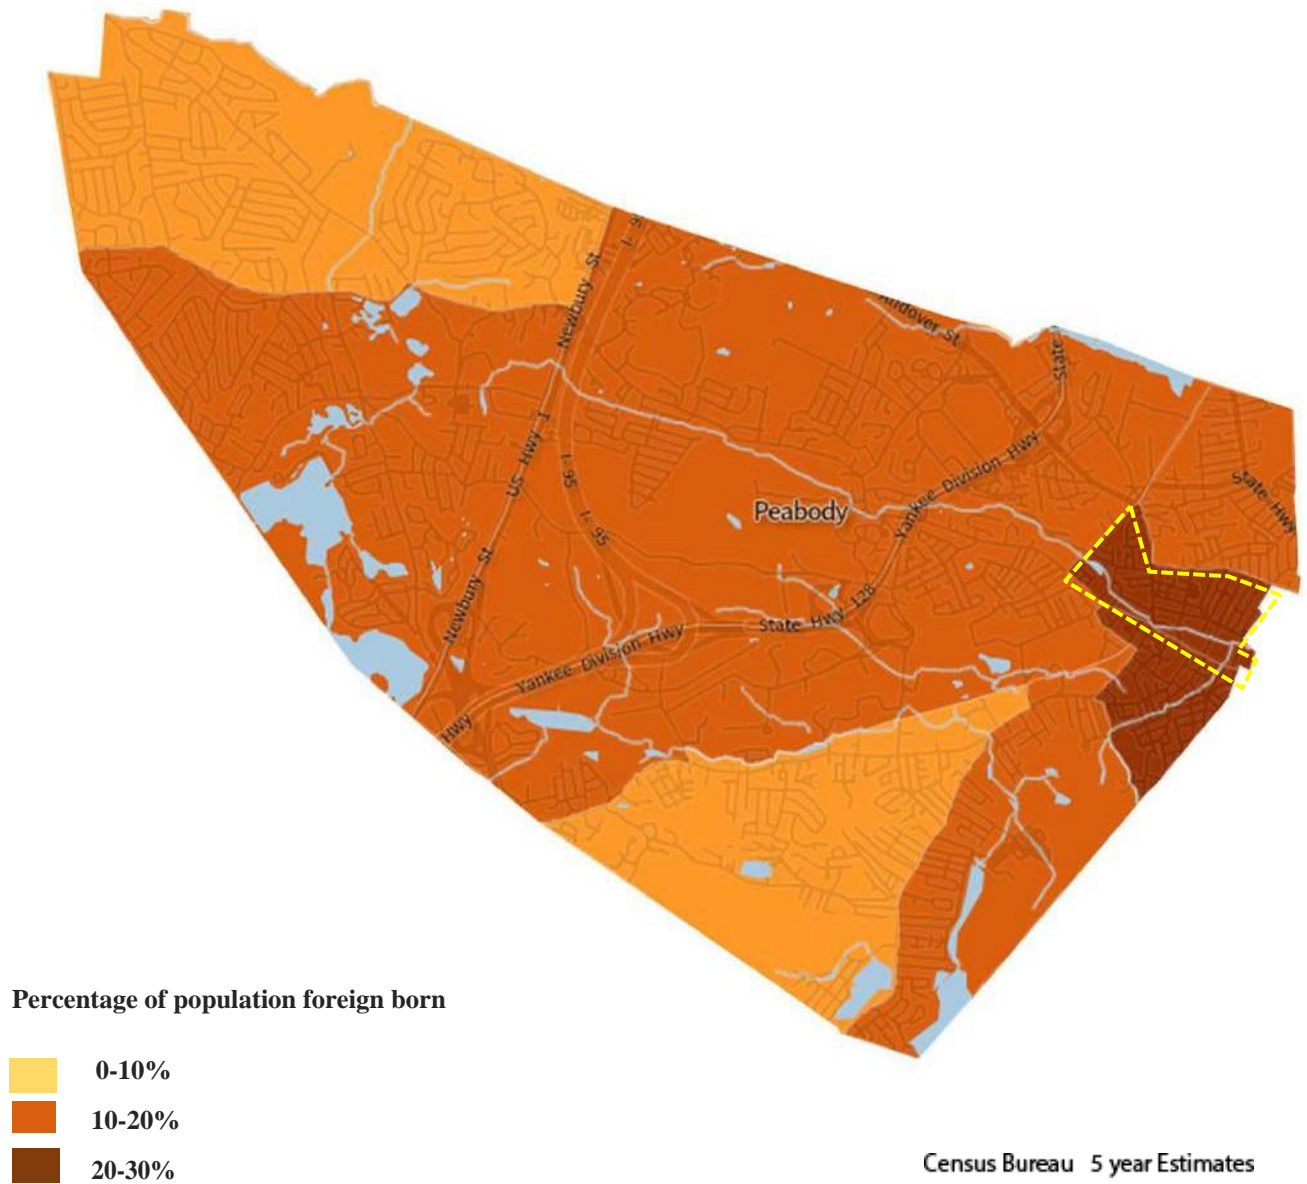 I- 9
Newbury St
Andover St
State
US Hwy 1
I- 95
Yankee Division Hwy
State Hwy
Peabody
I- 95
Newbury St
State Hwy 128
Yankee Division Hwy
Hwy
Percentage of population foreign born
0-10%
10-20%
20-30%
Census Bureau 5 year Estimates